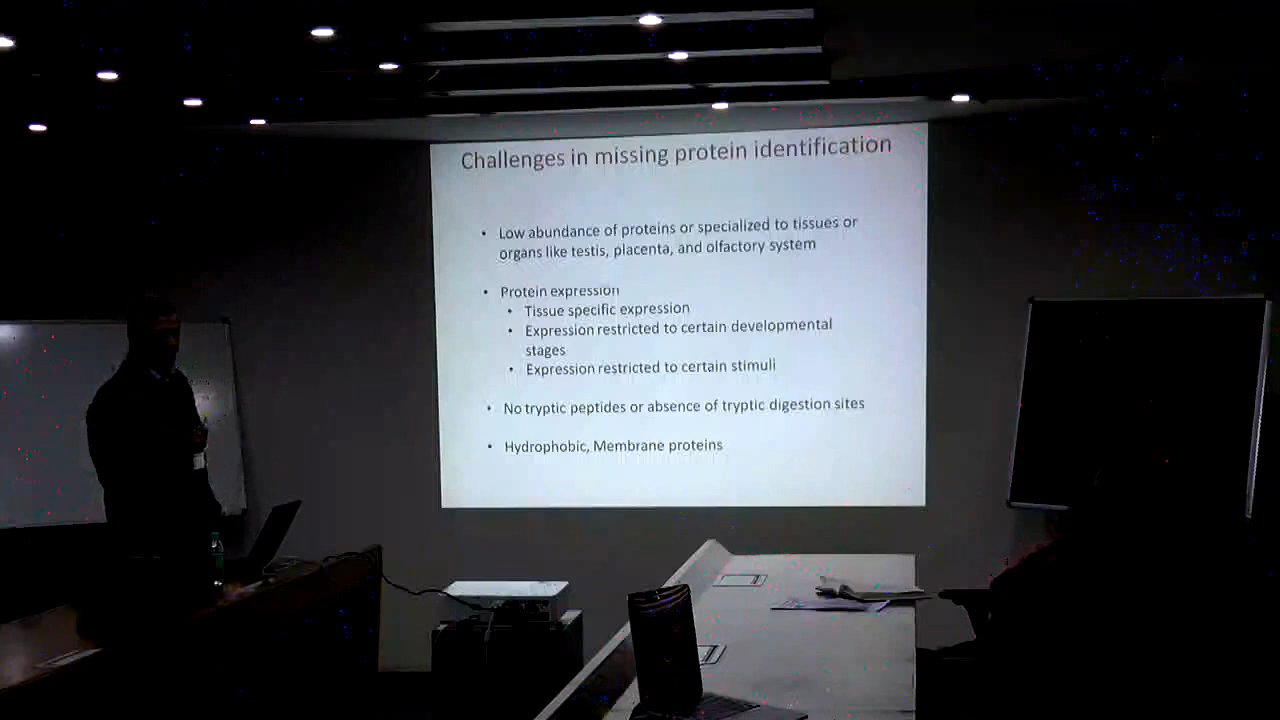 Challenges in missing protein identification
• Low abundance of proteins or specialized to tissues or
organs like testis, placenta, and olfactory system
• Protein expression
• Tissue specific expression
• Expression restricted to certain developmental
stages
• Expression restricted to certain stimuli
• No tryptic peptides or absence of tryptic digestion sites
• Hydrophobic, Membrane proteins